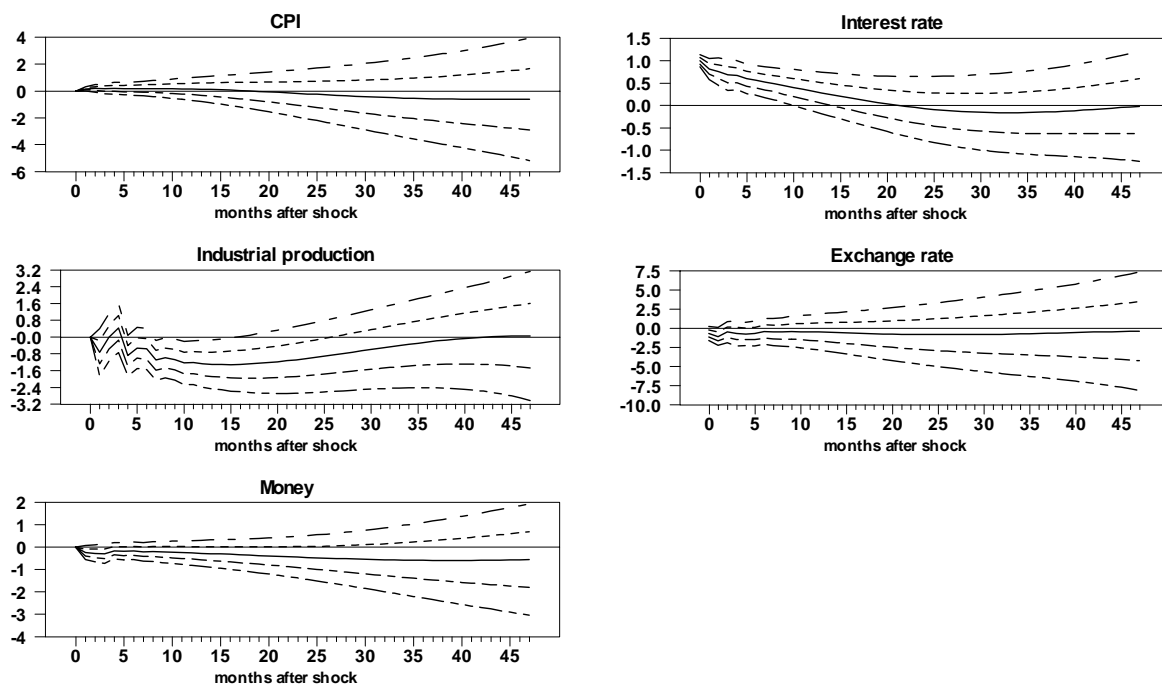 CPI
4
2
0
-2
-4
-6
0 5 10 15 20 25 30 35 40 45
months after shock
Interest rate
1.5
1.0
0.5
0.0
-0.5
-1.0
-1.5
0 5 10 15 20 25 30 35 40 45
months after shock
Industrial production
3.2
2.4
1.6
0.8
-0.0
-0.8
-1.6
-2.4
-3.2
0 5 10 15 20 25 30 35 40 45
months after shock
Exchange rate
7.5
5.0
2.5
0.0
-2.5
-5.0
-7.5
-10.0
0 5 10 15 20 25 30 35 40 45
months after shock
Money
2
1
0
-1
-2
-3
-4
0 5 10 15 20 25 30 35 40 45
months after shock